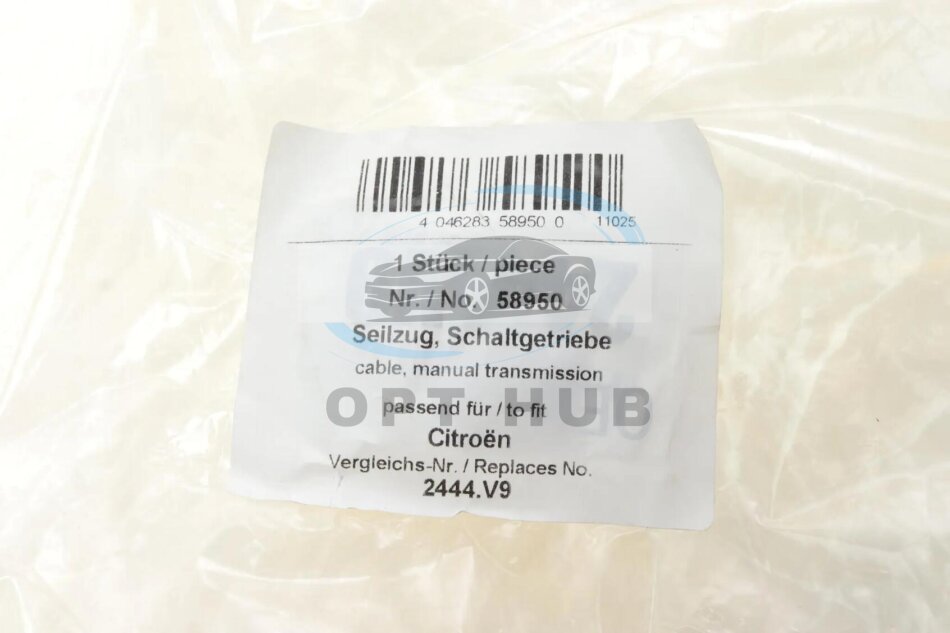 4 046283 58950 0 11025
1 Stück / piece
Nr. / No. 58950
Seilzug, Schaltgetriebe
cable, manual transmission
OPT HUB
passend für / to fit
Citroën
Vergleichs-Nr. / Replaces No.
2444.V9